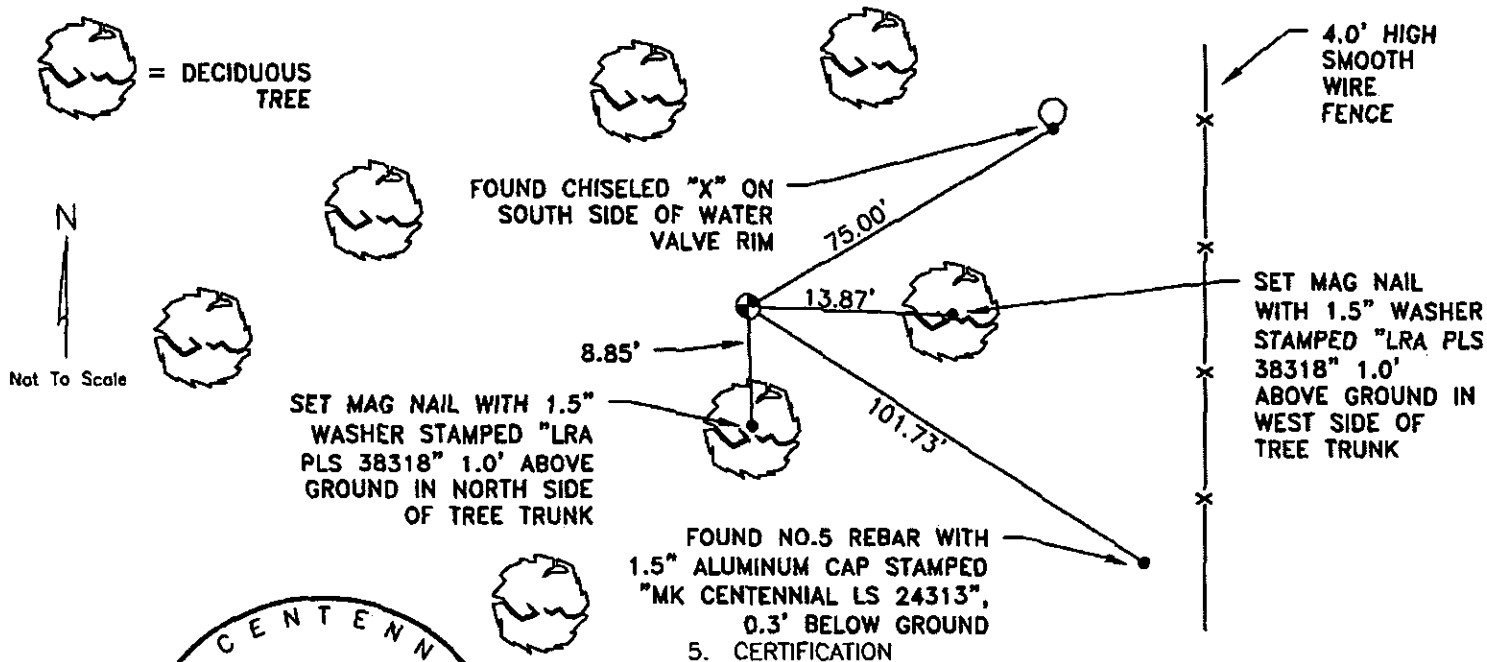 = DECIDUOUS
TREE
4.0' HIGH
SMOOTH
WIRE
FENCE
N
Not To Scale
FOUND CHISELED "X" ON
SOUTH SIDE OF WATER
VALVE RIM
75.00'
13.87'
8.85'
101.73'
SET MAG NAIL
WITH 1.5" WASHER
STAMPED "LRA PLS
38318" 1.0'
ABOVE GROUND IN
WEST SIDE OF
TREE TRUNK
SET MAG NAIL WITH 1.5"
WASHER STAMPED "LRA
PLS 38318" 1.0' ABOVE
GROUND IN NORTH SIDE
OF TREE TRUNK
FOUND NO.5 REBAR WITH
1.5" ALUMINUM CAP STAMPED
"MK CENTENNIAL LS 24313",
0.3' BELOW GROUND
5. CERTIFICATION
CENTENN